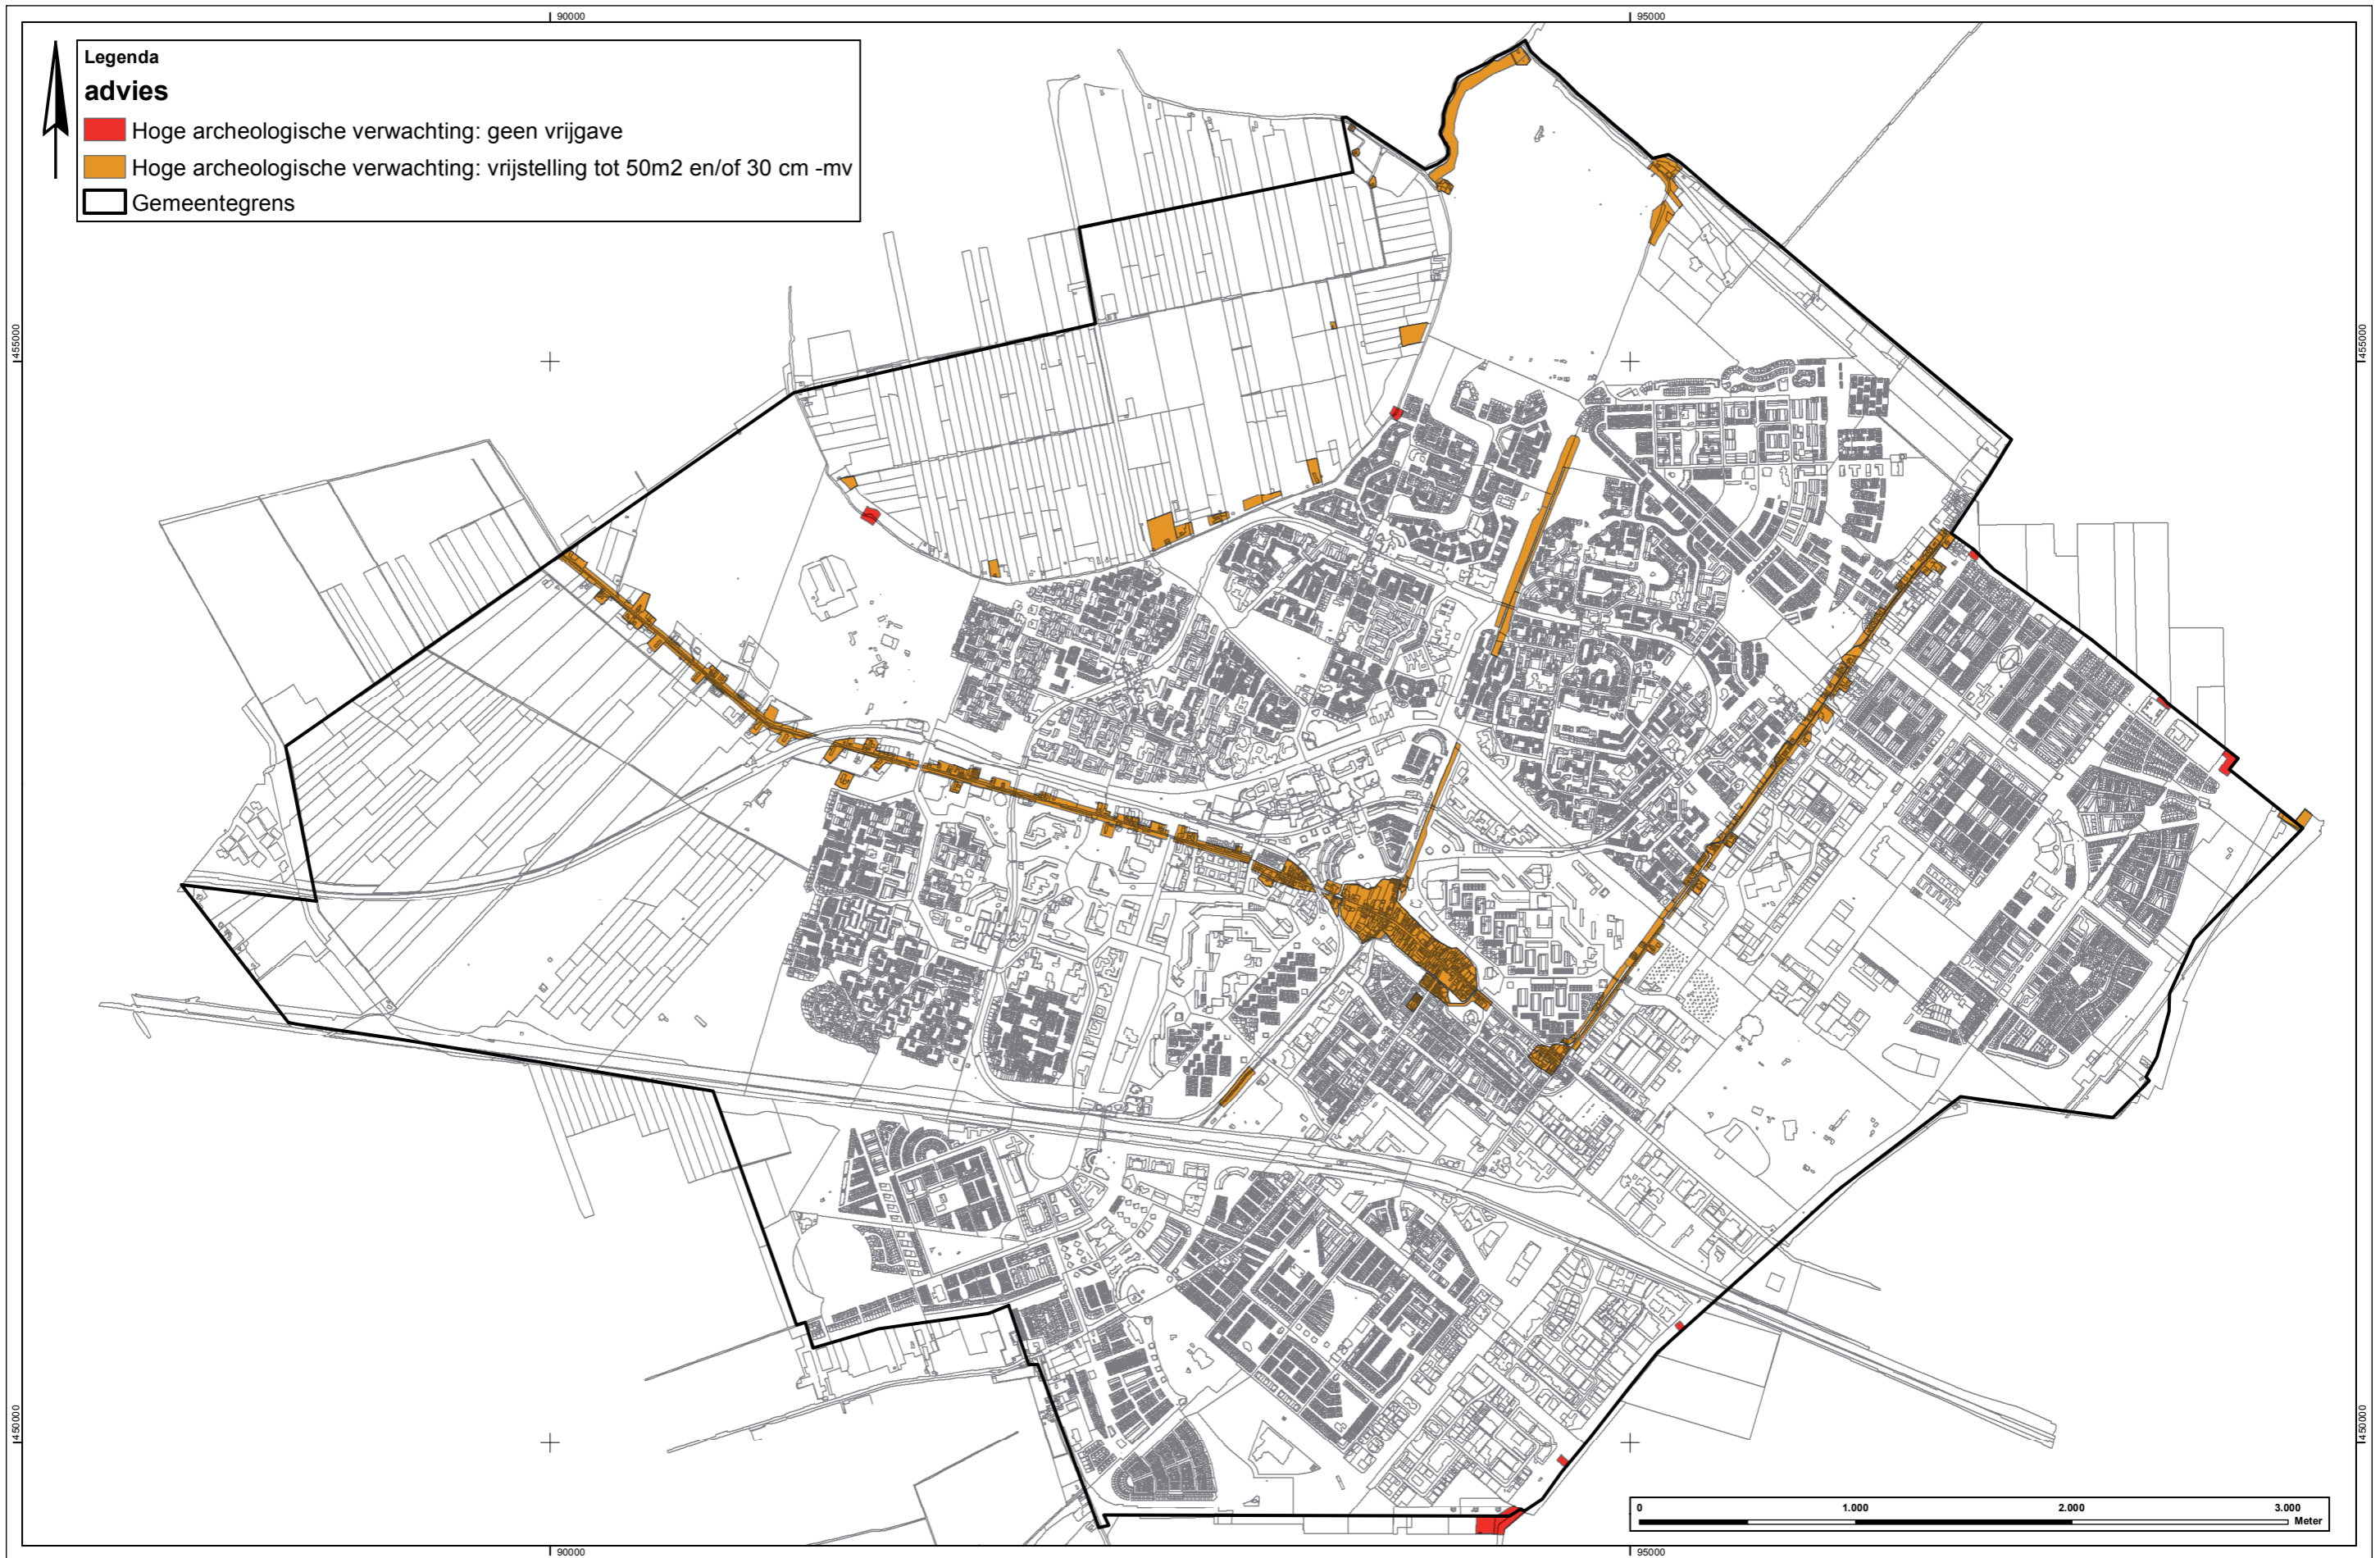 90000
95000
Legenda
advies
Hoge archeologische verwachting: geen vrijgave
Hoge archeologische verwachting: vrijstelling tot 50m2 en/of 30 cm -mv
Gemeentegrens
455000
455000
450000
450000
0 1.000 2.000 3.000
Meter
90000
95000